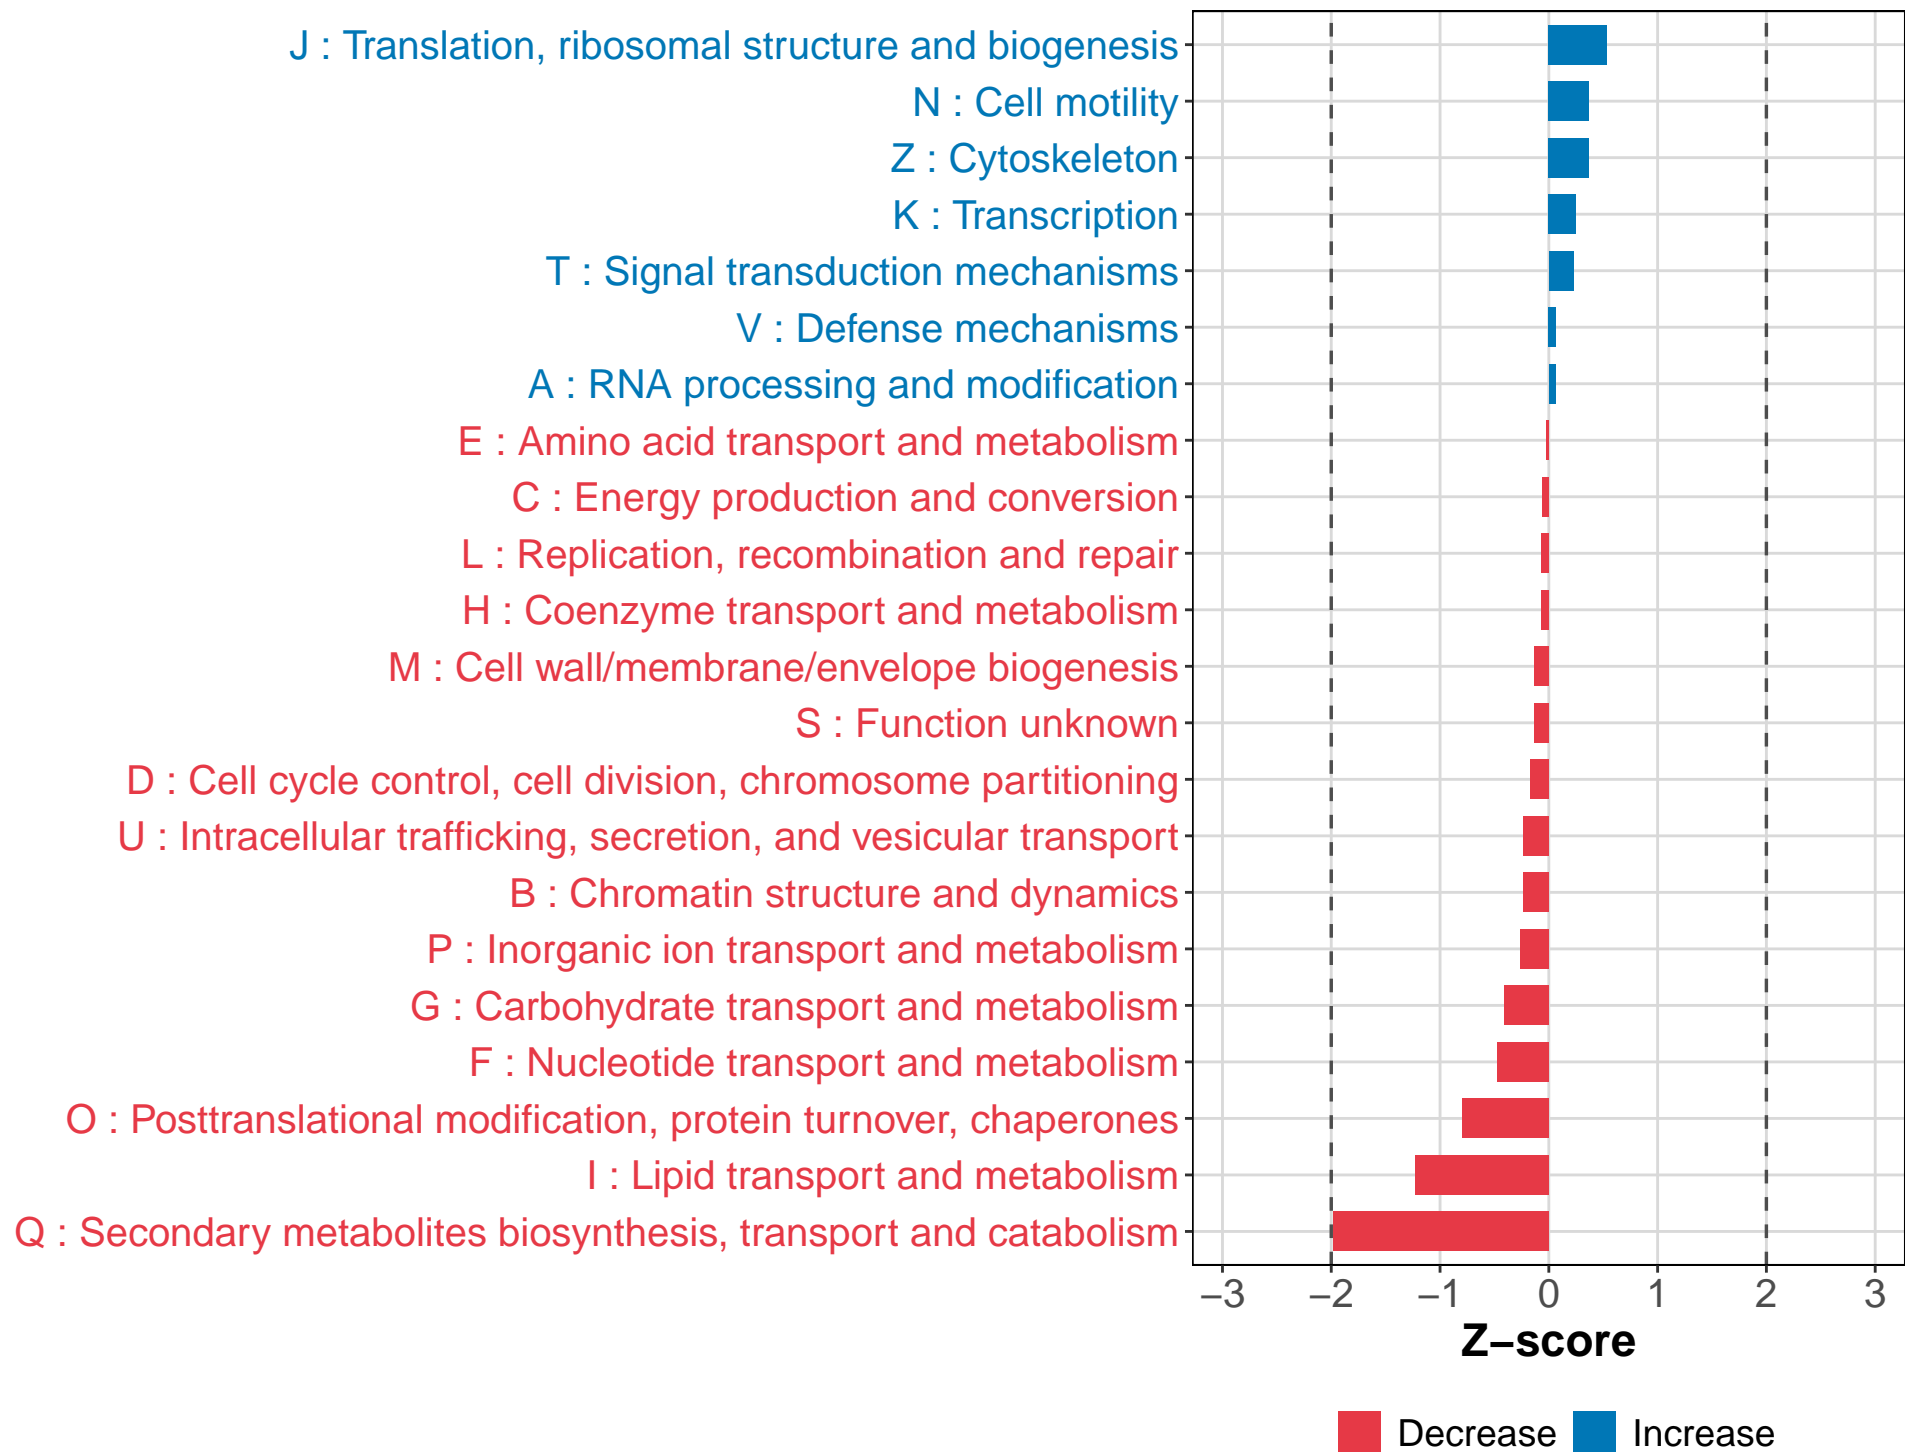 J : Translation, ribosomal structure and biogenesis
N : Cell motility
Z : Cytoskeleton
K : Transcription
T : Signal transduction mechanisms
V : Defense mechanisms
A : RNA processing and modification
E : Amino acid transport and metabolism
C : Energy production and conversion
L : Replication, recombination and repair
H : Coenzyme transport and metabolism
M : Cell wall/membrane/envelope biogenesis
S : Function unknown
D : Cell cycle control, cell division, chromosome partitioning
U : Intracellular trafficking, secretion, and vesicular transport
B : Chromatin structure and dynamics
P : Inorganic ion transport and metabolism
G : Carbohydrate transport and metabolism
F : Nucleotide transport and metabolism
O : Posttranslational modification, protein turnover, chaperones
I : Lipid transport and metabolism
Q : Secondary metabolites biosynthesis, transport and catabolism
−3 −2 −1 0 1 2 3
Z−score
Decrease Increase